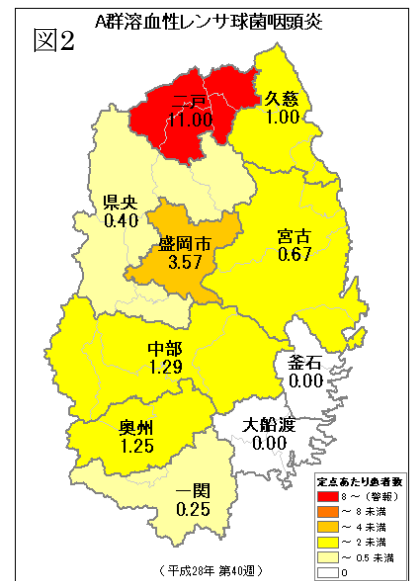 A群溶血性レンサ球菌咽頭炎
図2
二戸
11.00
久慈
1.00
県央
0.40
盛岡市
3.57
宮古
0.67
中部
1.29
釜石
0.00
奥州
1.25
大船渡
0.00
一関
0.25
定点あたり患者数
8 ～ (警報)
～ 8 未満
～ 4 未満
～ 2 未満
～ 0.5 未満
0
(平成28年 第40週)